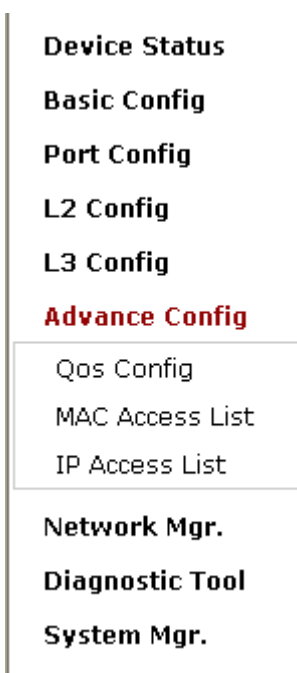 Device Status
Basic Config
Port Config
L2 Config
L3 Config
Advance Config
Qos Config
MAC Access List
IP Access List
Network Mgr.
Diagnostic Tool
System Mgr.